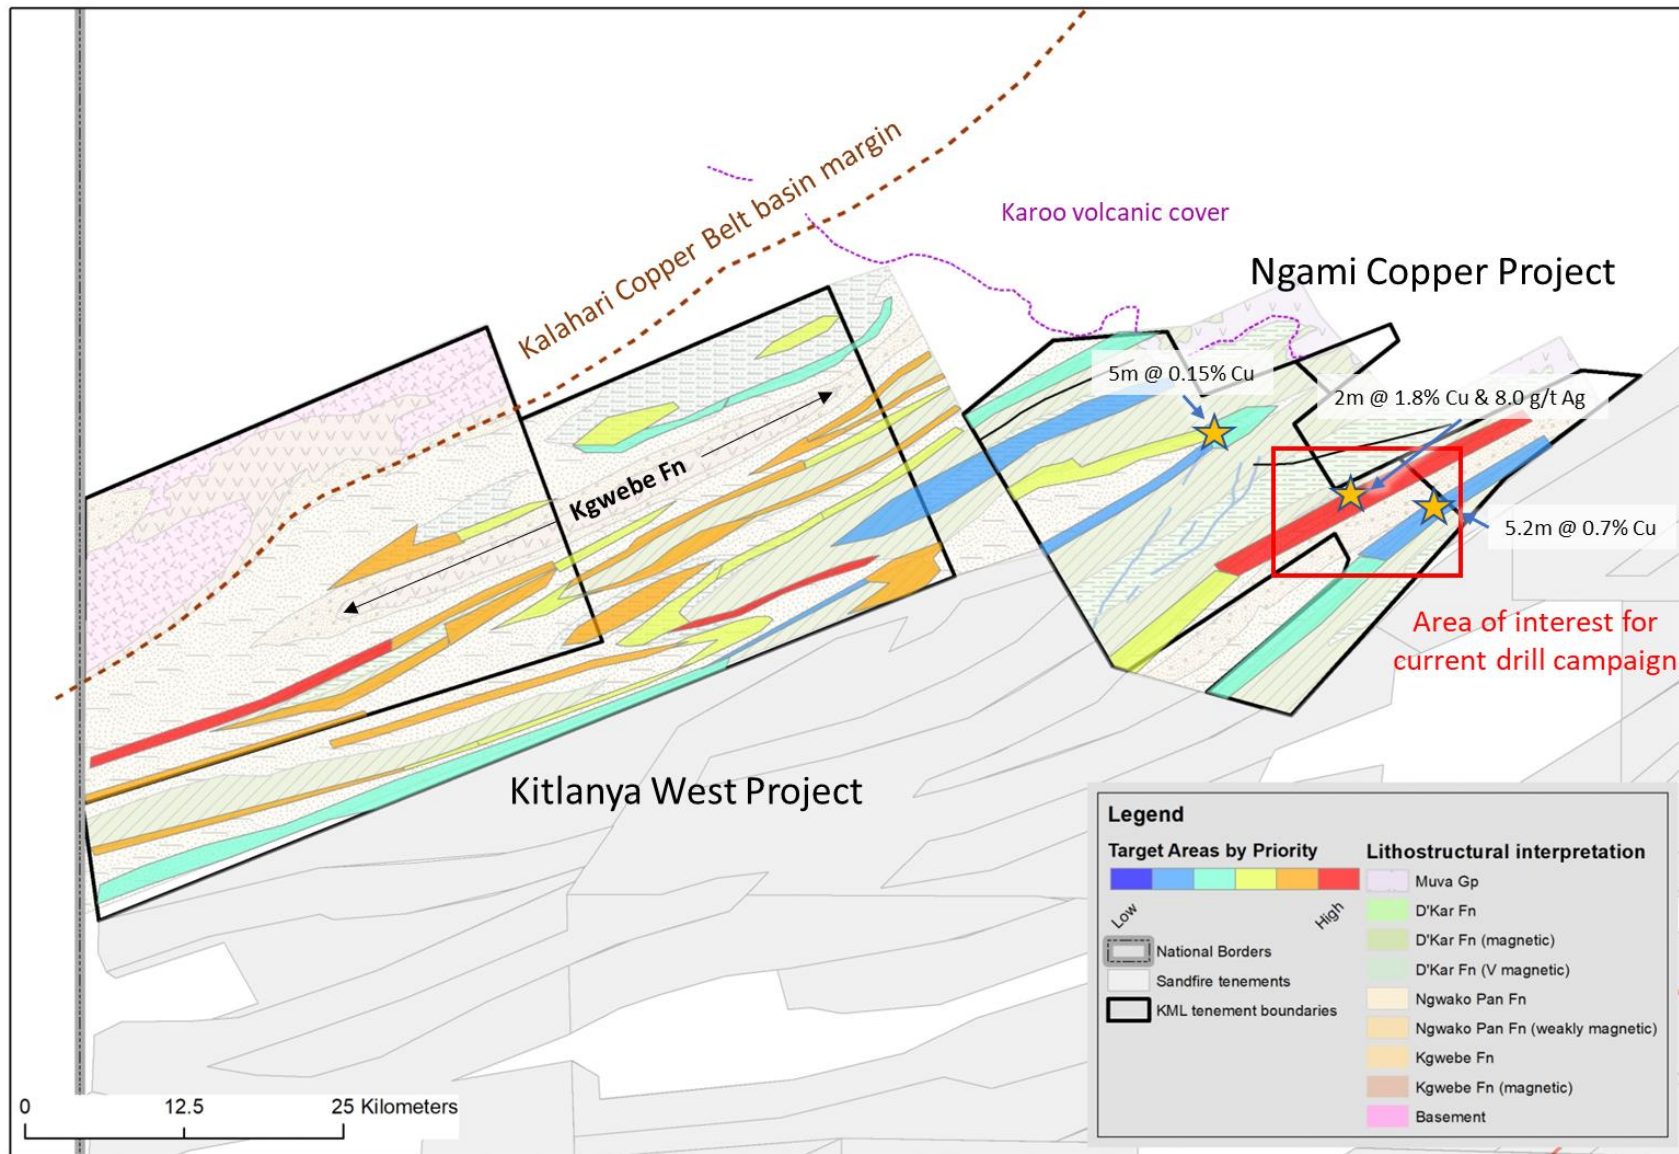 Kalahari Copper Belt basin margin
Karoo volcanic cover
Ngami Copper Project
5m @ 0.15% Cu
2m @ 1.8% Cu & 8.0 g/t Ag
Kgwebe Fn
5.2m @ 0.7% Cu
Area of interest for
current drill campaign
Kitlanya West Project
Legend
Target Areas by Priority
Low
High
National Borders
Sandfire tenements
KML tenement boundaries
Lithostructural interpretation
Muva Gp
D'Kar Fn
D'Kar Fn (magnetic)
D'Kar Fn (V magnetic)
Ngwako Pan Fn
Ngwako Pan Fn (weakly magnetic)
Kgwebe Fn
Kgwebe Fn (magnetic)
Basement
0 12.5 25 Kilometers